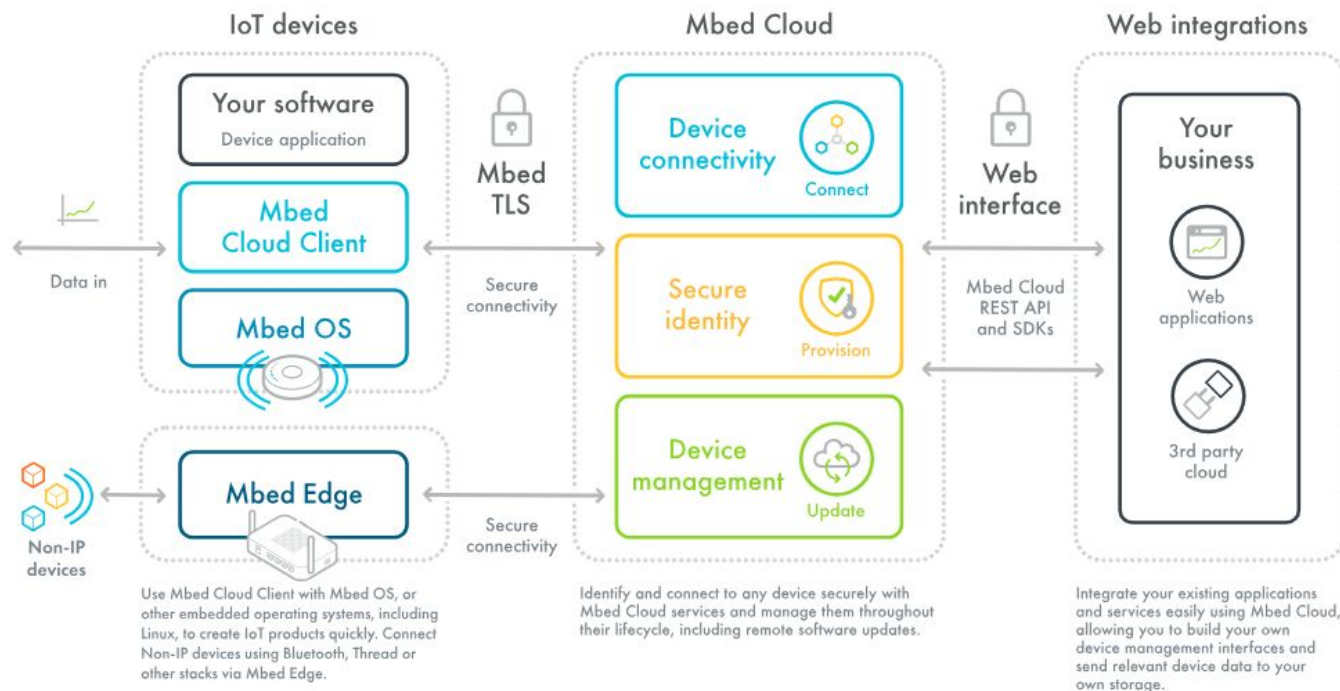 IoT devices
Mbed Cloud
Web integrations
Your software
Device application
Mbed
Cloud Client
Mbed OS
Data in
Mbed
TLS
Secure
connectivity
Device
connectivity
Connect
Secure
identity
Provision
Device
management
Update
Web
interface
Mbed Cloud
REST API
and SDKs
Your
business
Web
applications
3rd party
cloud
Non-IP
devices
Mbed Edge
Secure
connectivity
Use Mbed Cloud Client with Mbed OS, or
other embedded operating systems, including
Linux, to create IoT products quickly. Connect
Non-IP devices using Bluetooth, Thread or
other stacks via Mbed Edge.
Identify and connect to any device securely with
Mbed Cloud services and manage them throughout
their lifecycle, including remote software updates.
Integrate your existing applications
and services easily using Mbed Cloud,
allowing you to build your own
device management interfaces and
send relevant device data to your
own storage.